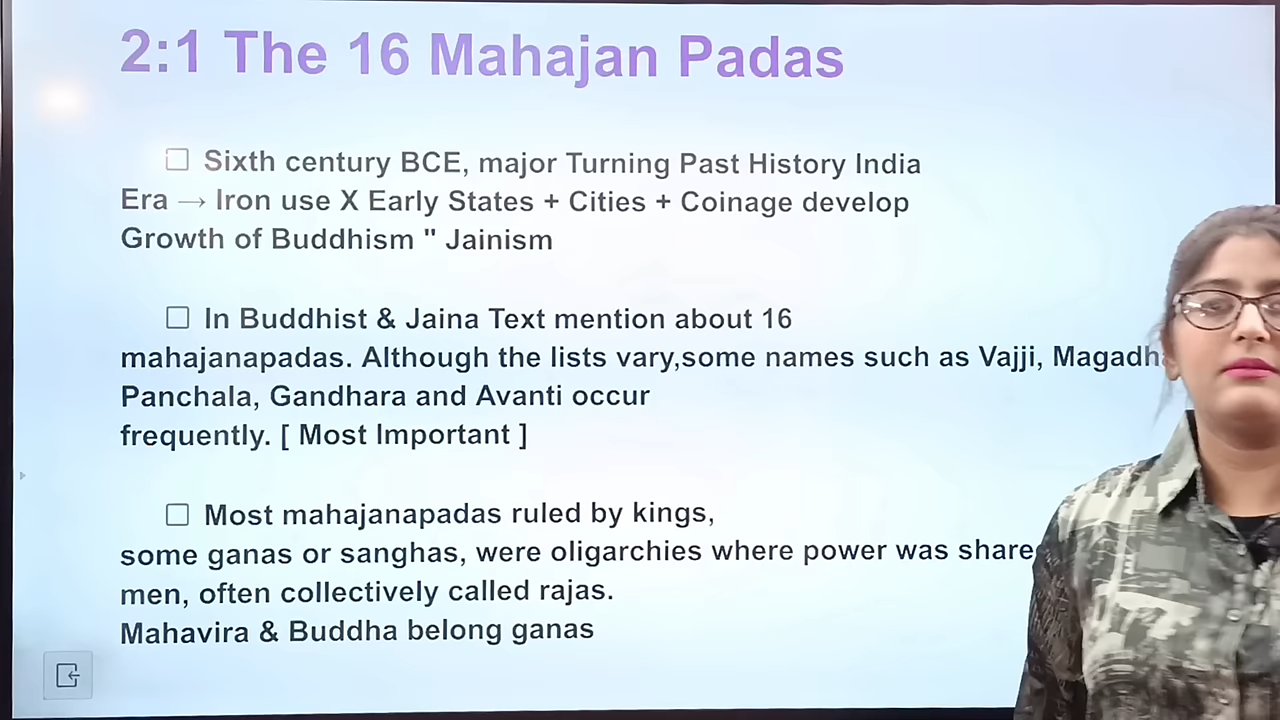 2:1 The 16 Mahajan Padas
☐ Sixth century BCE, major Turning Past History India
Era → Iron use X Early States + Cities + Coinage develop
Growth of Buddhism " Jainism
☐ In Buddhist & Jaina Text mention about 16
mahajanapadas. Although the lists vary,some names such as Vajji,
Panchala, Gandhara and Avanti occur
frequently. [ Most Important ]
☐ Most mahajanapadas ruled by kings,
some ganas or sanghas, were oligarchies where power was
men, often collectively called rajas.
Mahavira & Buddha belong ganas